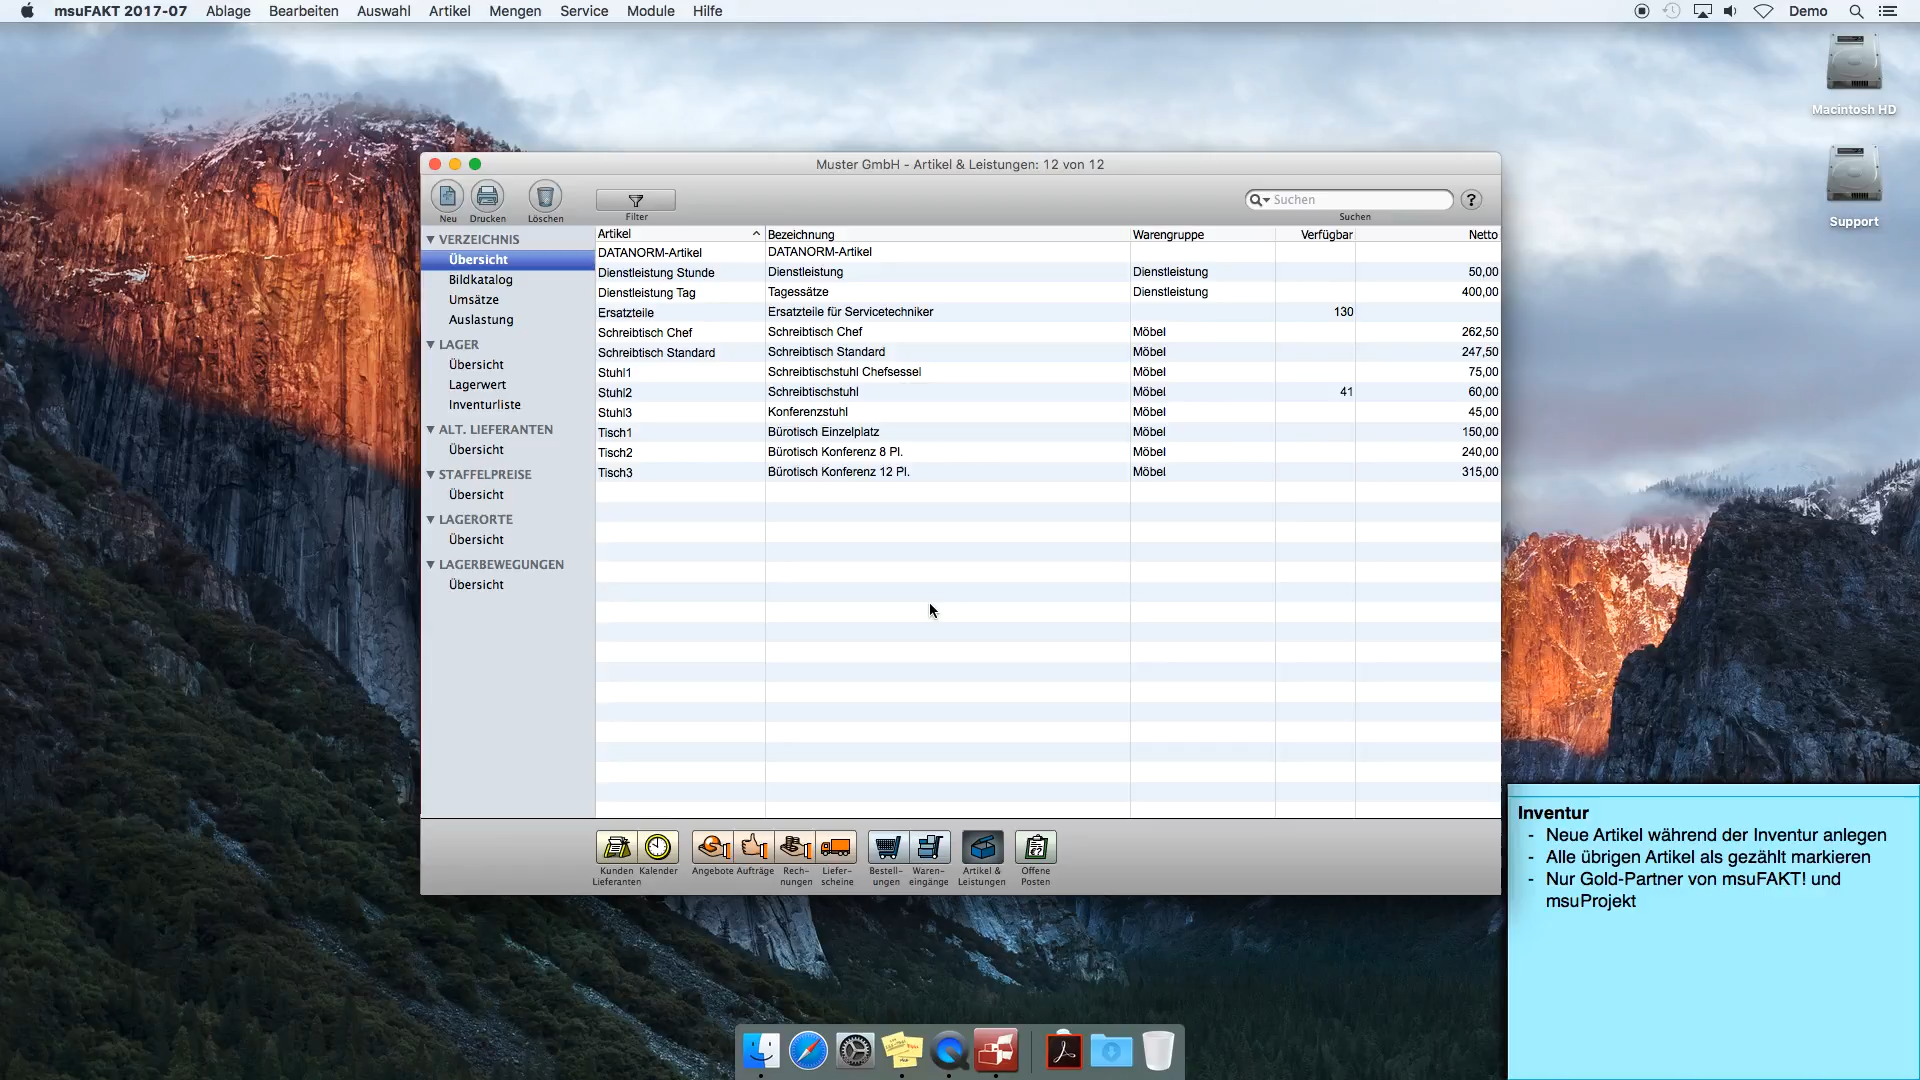 msuFAKT 2017-07 Ablage Bearbeiten Auswahl Artikel Mengen Service Module Hilfe Demo
Macintosh HD
Support
Muster GmbH - Artikel & Leistungen: 12 von 12
Suchen
?
Neu Drucken Löschen Filter Suchen
VERZEICHNIS
Übersicht
Bildkatalog
Umsätze
Auslastung
LAGER
Übersicht
Lagerwert
Inventurliste
ALT. LIEFERANTEN
Übersicht
STAFFELPREISE
Übersicht
LAGERORTE
Übersicht
LAGERBEWEGUNGEN
Übersicht
Artikel Bezeichnung Warengruppe Verfügbar Netto
DATANORM-Artikel DATANORM-Artikel
Dienstleistung Stunde Dienstleistung Dienstleistung 50,00
Dienstleistung Tag Tagessätze Dienstleistung 400,00
Ersatzteile Ersatzteile für Servicetechniker 130
Schreibtisch Chef Schreibtisch Chef Möbel 262,50
Schreibtisch Standard Schreibtisch Standard Möbel 247,50
Stuhl1 Schreibtischstuhl Chefsessel Möbel 75,00
Stuhl2 Schreibtischstuhl Möbel 41 60,00
Stuhl3 Konferenzstuhl Möbel 45,00
Tisch1 Bürotisch Einzelplatz Möbel 150,00
Tisch2 Bürotisch Konferenz 8 Pl. Möbel 240,00
Tisch3 Bürotisch Konferenz 12 Pl. Möbel 315,00
Kunden Kalender Angebote Aufträge Rech- Liefer- Bestell- Waren- Artikel & Offene
Lieferanten nungen scheine ungen eingänge Leistungen Posten
Inventur
- Neue Artikel während der Inventur anlegen
- Alle übrigen Artikel als gezählt markieren
- Nur Gold-Partner von msuFAKT! und
msuProjekt